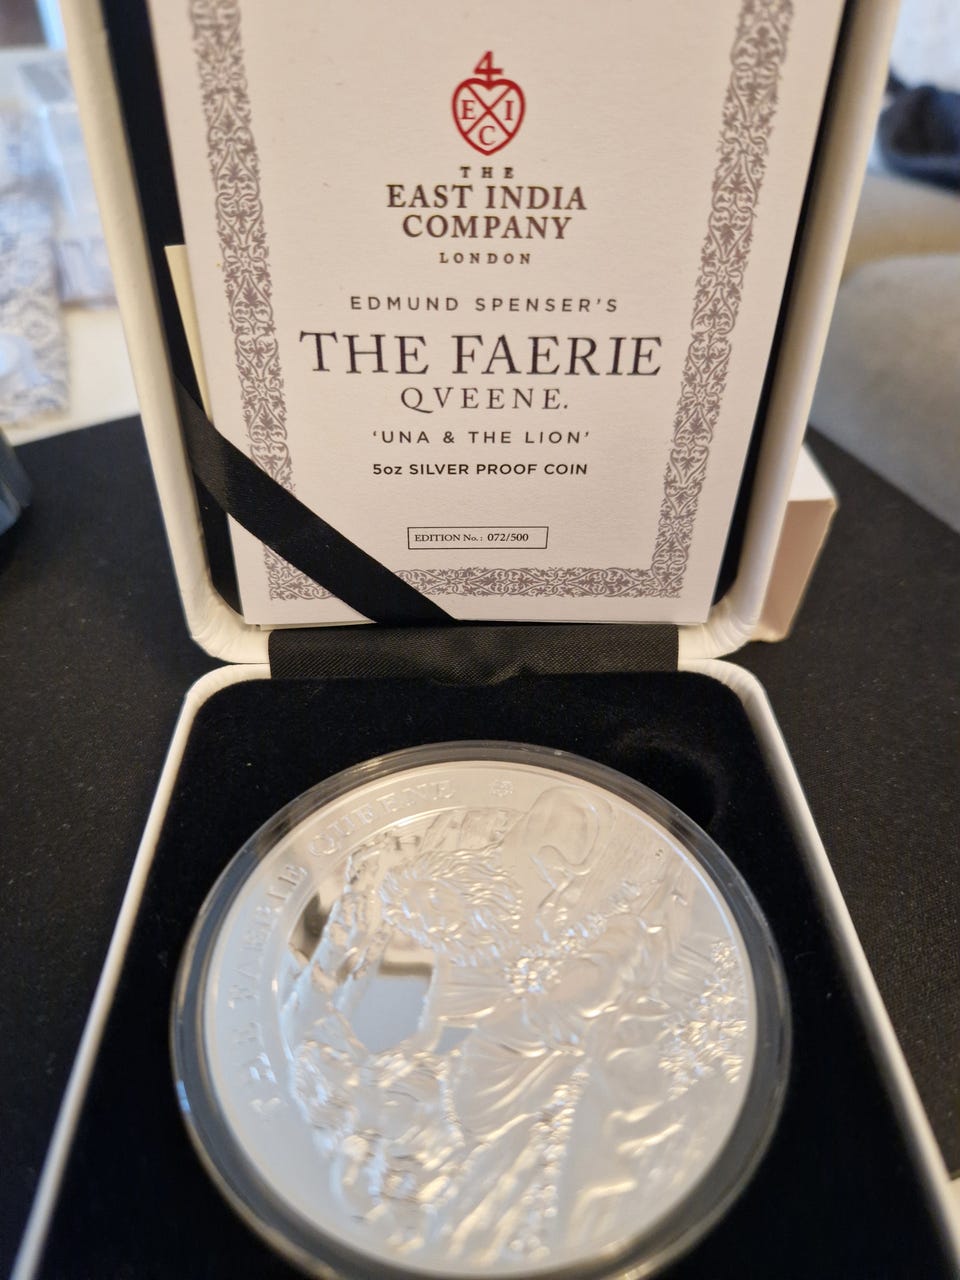 4
E I
C
THE
EAST INDIA
COMPANY
LONDON
EDMUND SPENSER'S
THE FAERIE
QVEENE.
'UNA & THE LION'
5oz SILVER PROOF COIN
EDITION No.: 072/500
FAERIE QUEENE